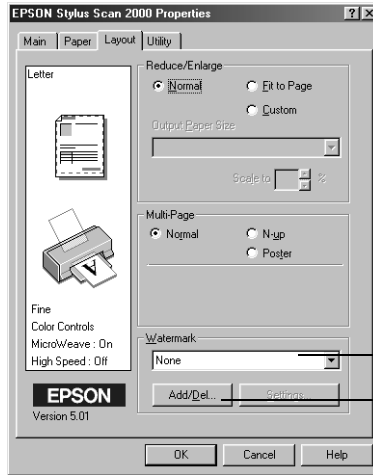 EPSON Stylus Scan 2000 Properties
Main Paper Layout Utility
Letter
Fine
Color Controls
MicroWeave : On
High Speed : Off
EPSON
Version 5.01
Reduce/Enlarge
Normal Fit to Page
Custom
Output Paper Size
Scale to %
Multi-Page
Normal N-up
Poster
Watermark
None
Add/Del... Settings...
OK Cancel Help